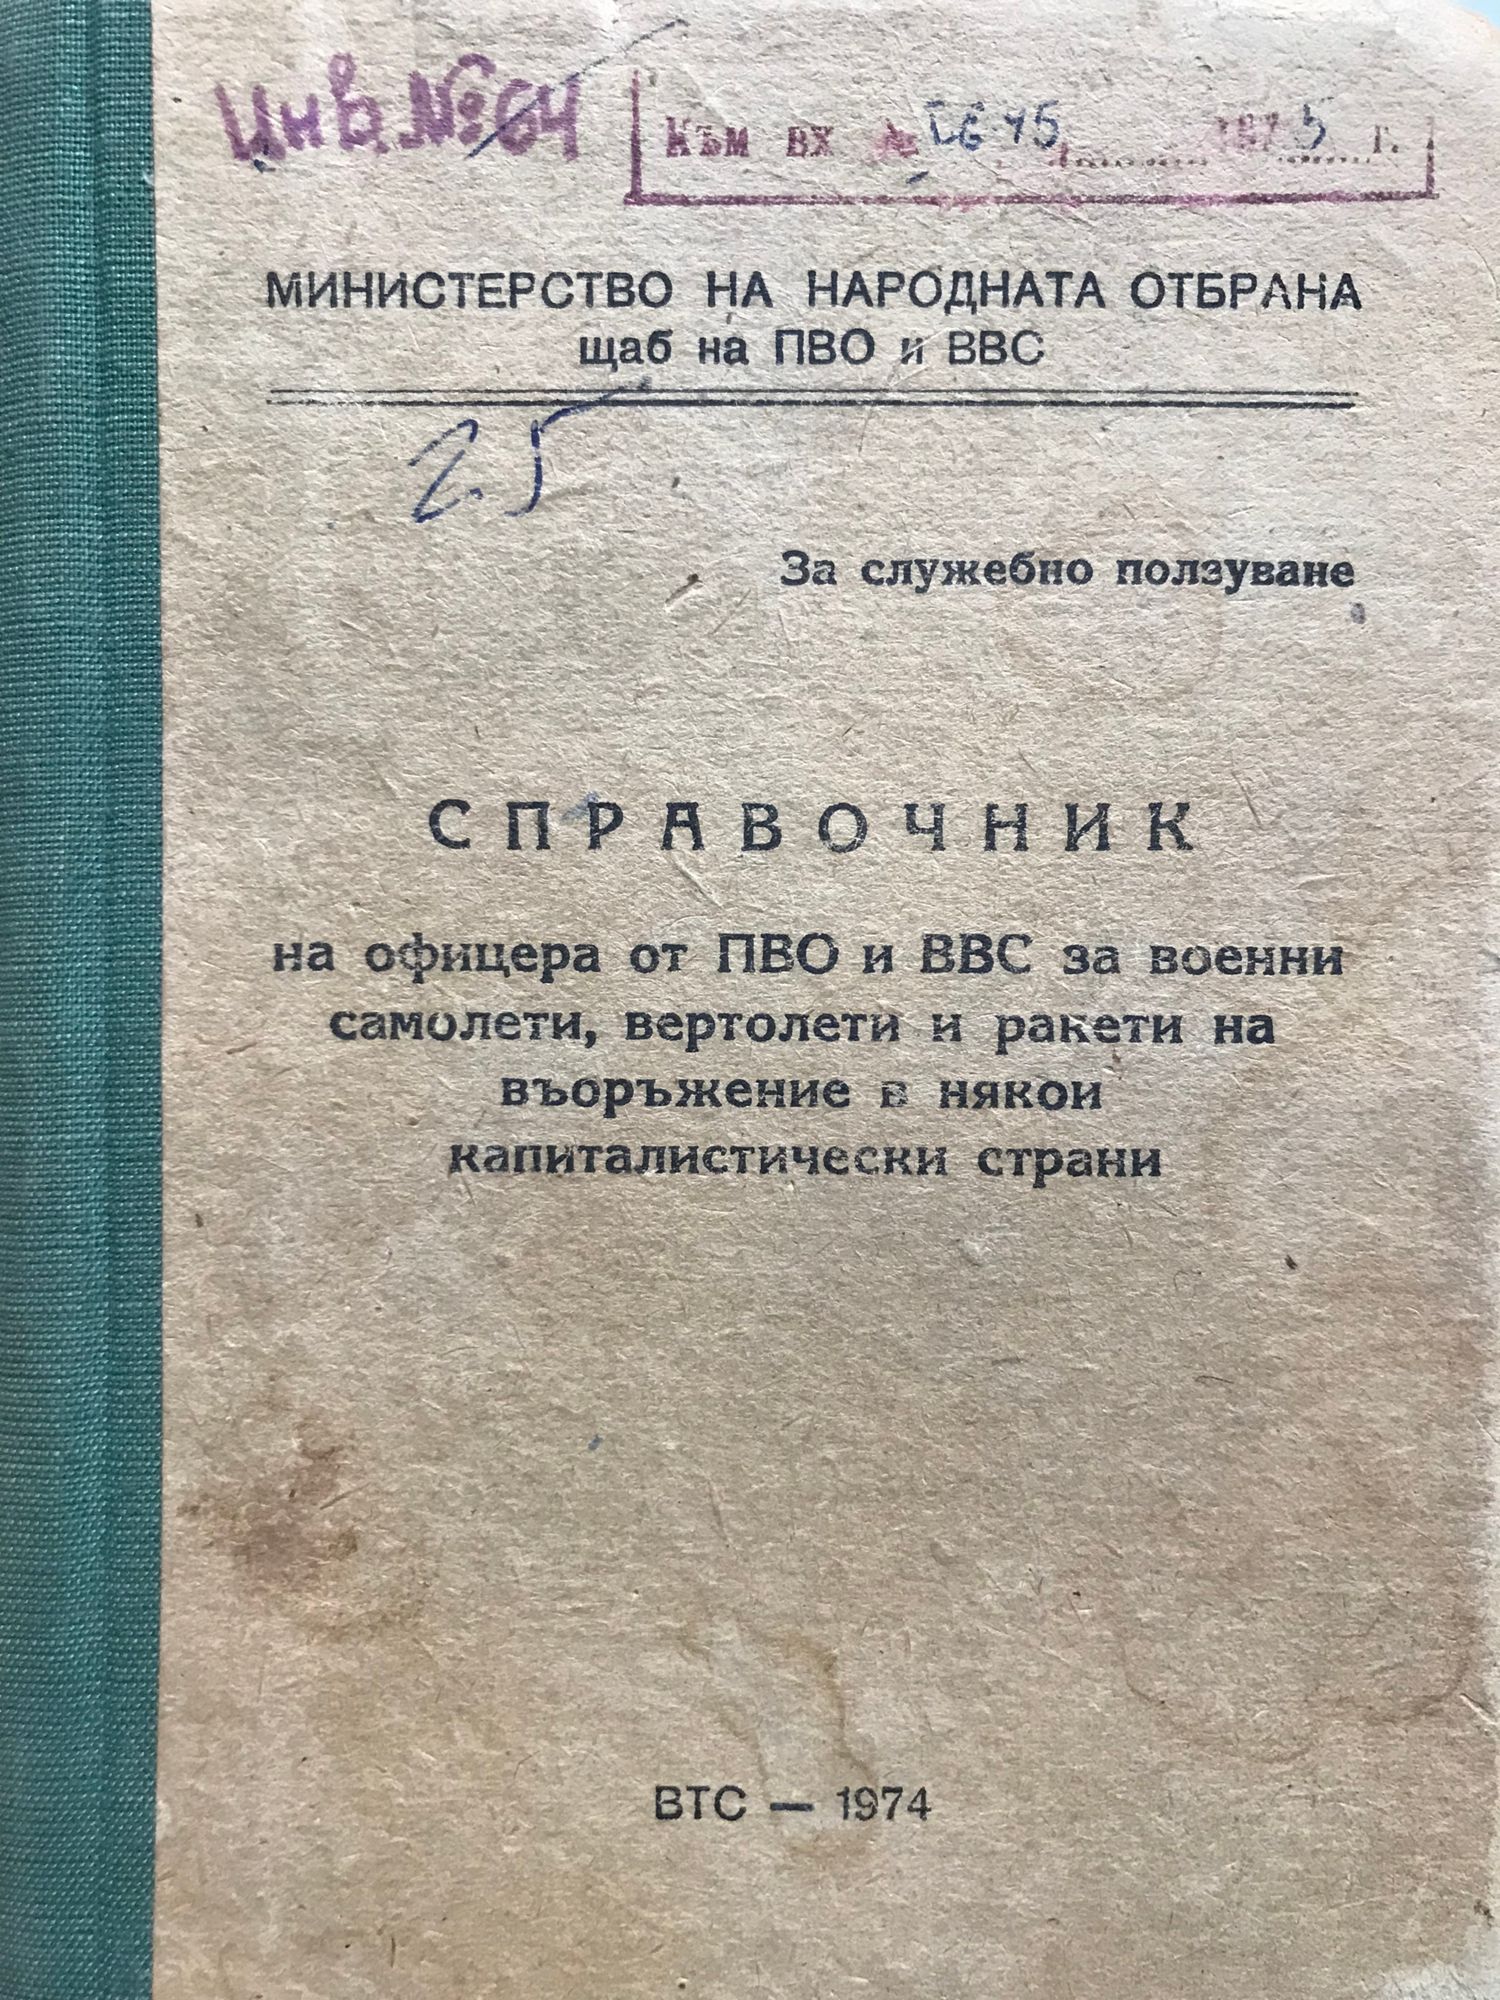 Инв. №64
Към вх № 1975 г.
МИНИСТЕРСТВО НА НАРОДНАТА ОТБРАНА
щаб на ПВО и ВВС
За служебно ползуване
СПРАВОЧНИК
на офицера от ПВО и ВВС за военни
самолети, вертолети и ракети на
въоръжение в някои
капиталистически страни
ВТС — 1974